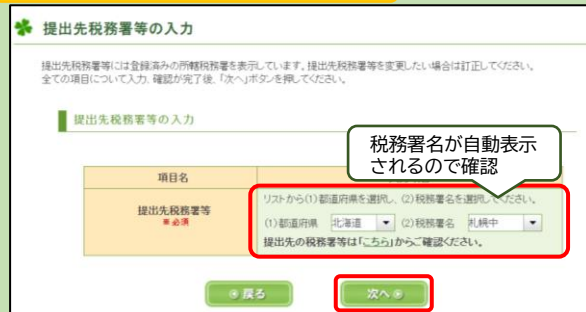 提出先税務署等の入力
提出先税務署等には登録済みの所轄税務署を表示しています。提出先税務署等を変更したい場合は訂正してください。
全ての項目について入力、確認が完了後、「次へ」ボタンを押してください。
提出先税務署等の入力
税務署名が自動表示
されるので確認
項目名
提出先税務署等
※必須
リストから(1)都道府県を選択し、(2)税務署名を選択してください。
(1)都道府県 北海道 (2)税務署名 札幌中
提出先の税務署等は「こちら」からご確認ください。
戻る 次へ